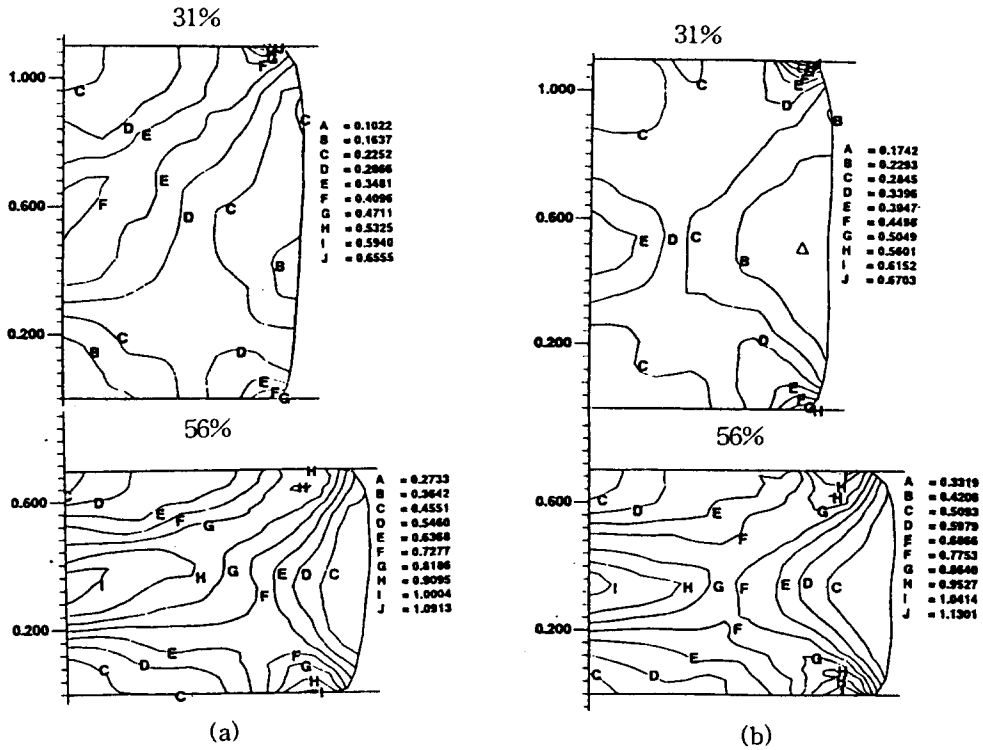 31%
1.000
0.600
0.200
C
D
E
F
E
F
D
C
C
B
C
B
D
E
F
G
A = 0.1022
B = 0.1637
C = 0.2252
D = 0.2866
E = 0.3481
F = 0.4096
G = 0.4711
H = 0.5325
I = 0.5940
J = 0.6555
31%
1.000
0.600
0.200
C
C
E
D
B
E
D
C
B
Δ
C
D
E
F
G
H
A = 0.1742
B = 0.2293
C = 0.2845
D = 0.3396
E = 0.3947
F = 0.4498
G = 0.5049
H = 0.5601
I = 0.6152
J = 0.6703
56%
0.600
0.200
C
D
E
F
G
H
H
I
H
G
F
E
D
C
E
D
C
C
F
G
H
I
A = 0.2733
B = 0.3642
C = 0.4551
D = 0.5460
E = 0.6368
F = 0.7277
G = 0.8186
H = 0.9095
I = 1.0004
J = 1.0913
(a)
56%
0.600
0.200
C
D
E
F
G
H
H
I
H
G
F
E
D
C
F
E
D
C
G
A = 0.3319
B = 0.4206
C = 0.5093
D = 0.5979
E = 0.6866
F = 0.7753
G = 0.8640
H = 0.9527
I = 1.0414
J = 1.1301
(b)